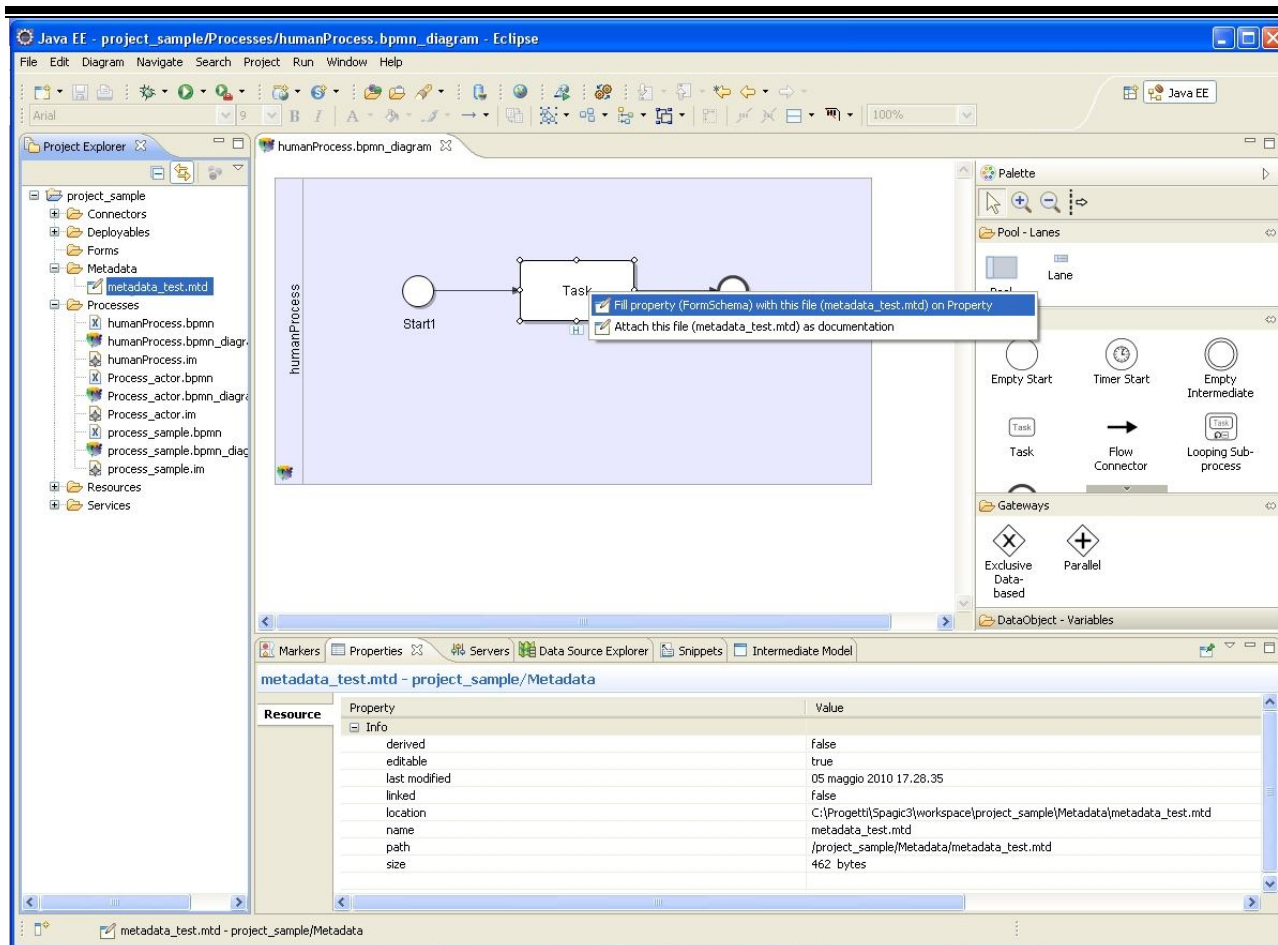 Java EE - project_sample/Processes/humanProcess.bpmn_diagram - Eclipse
File Edit Diagram Navigate Search Project Run Window Help
Java EE
Arial 9 B I A 100%
Project Explorer
project_sample
Connectors
Deployables
Forms
Metadata
metadata_test.mtd
Processes
humanProcess.bpmn
humanProcess.bpmn_diagra
humanProcess.im
Process_actor.bpmn
Process_actor.bpmn_diagra
Process_actor.im
process_sample.bpmn
process_sample.bpmn_diag
process_sample.im
Resources
Services
humanProcess.bpmn_diagram
humanProcess
Start1
Task
H
Fill property (FormSchema) with this file (metadata_test.mtd) on Property
Attach this file (metadata_test.mtd) as documentation
Palette
Pool - Lanes
Lane
Pool
Empty Start
Timer Start
Empty
Intermediate
Task
Task
Task
Flow
Connector
Looping Sub-
process
Gateways
Exclusive
Data-
based
Parallel
DataObject - Variables
Markers Properties Servers Data Source Explorer Snippets Intermediate Model
metadata_test.mtd - project_sample/Metadata
Resource
Property Value
Info
derived false
editable true
last modified 05 maggio 2010 17.28.35
linked false
location C:\Progetti\Spagic3\workspace\project_sample\Metadata\metadata_test.mtd
name metadata_test.mtd
path /project_sample/Metadata/metadata_test.mtd
size 462 bytes
metadata_test.mtd - project_sample/Metadata